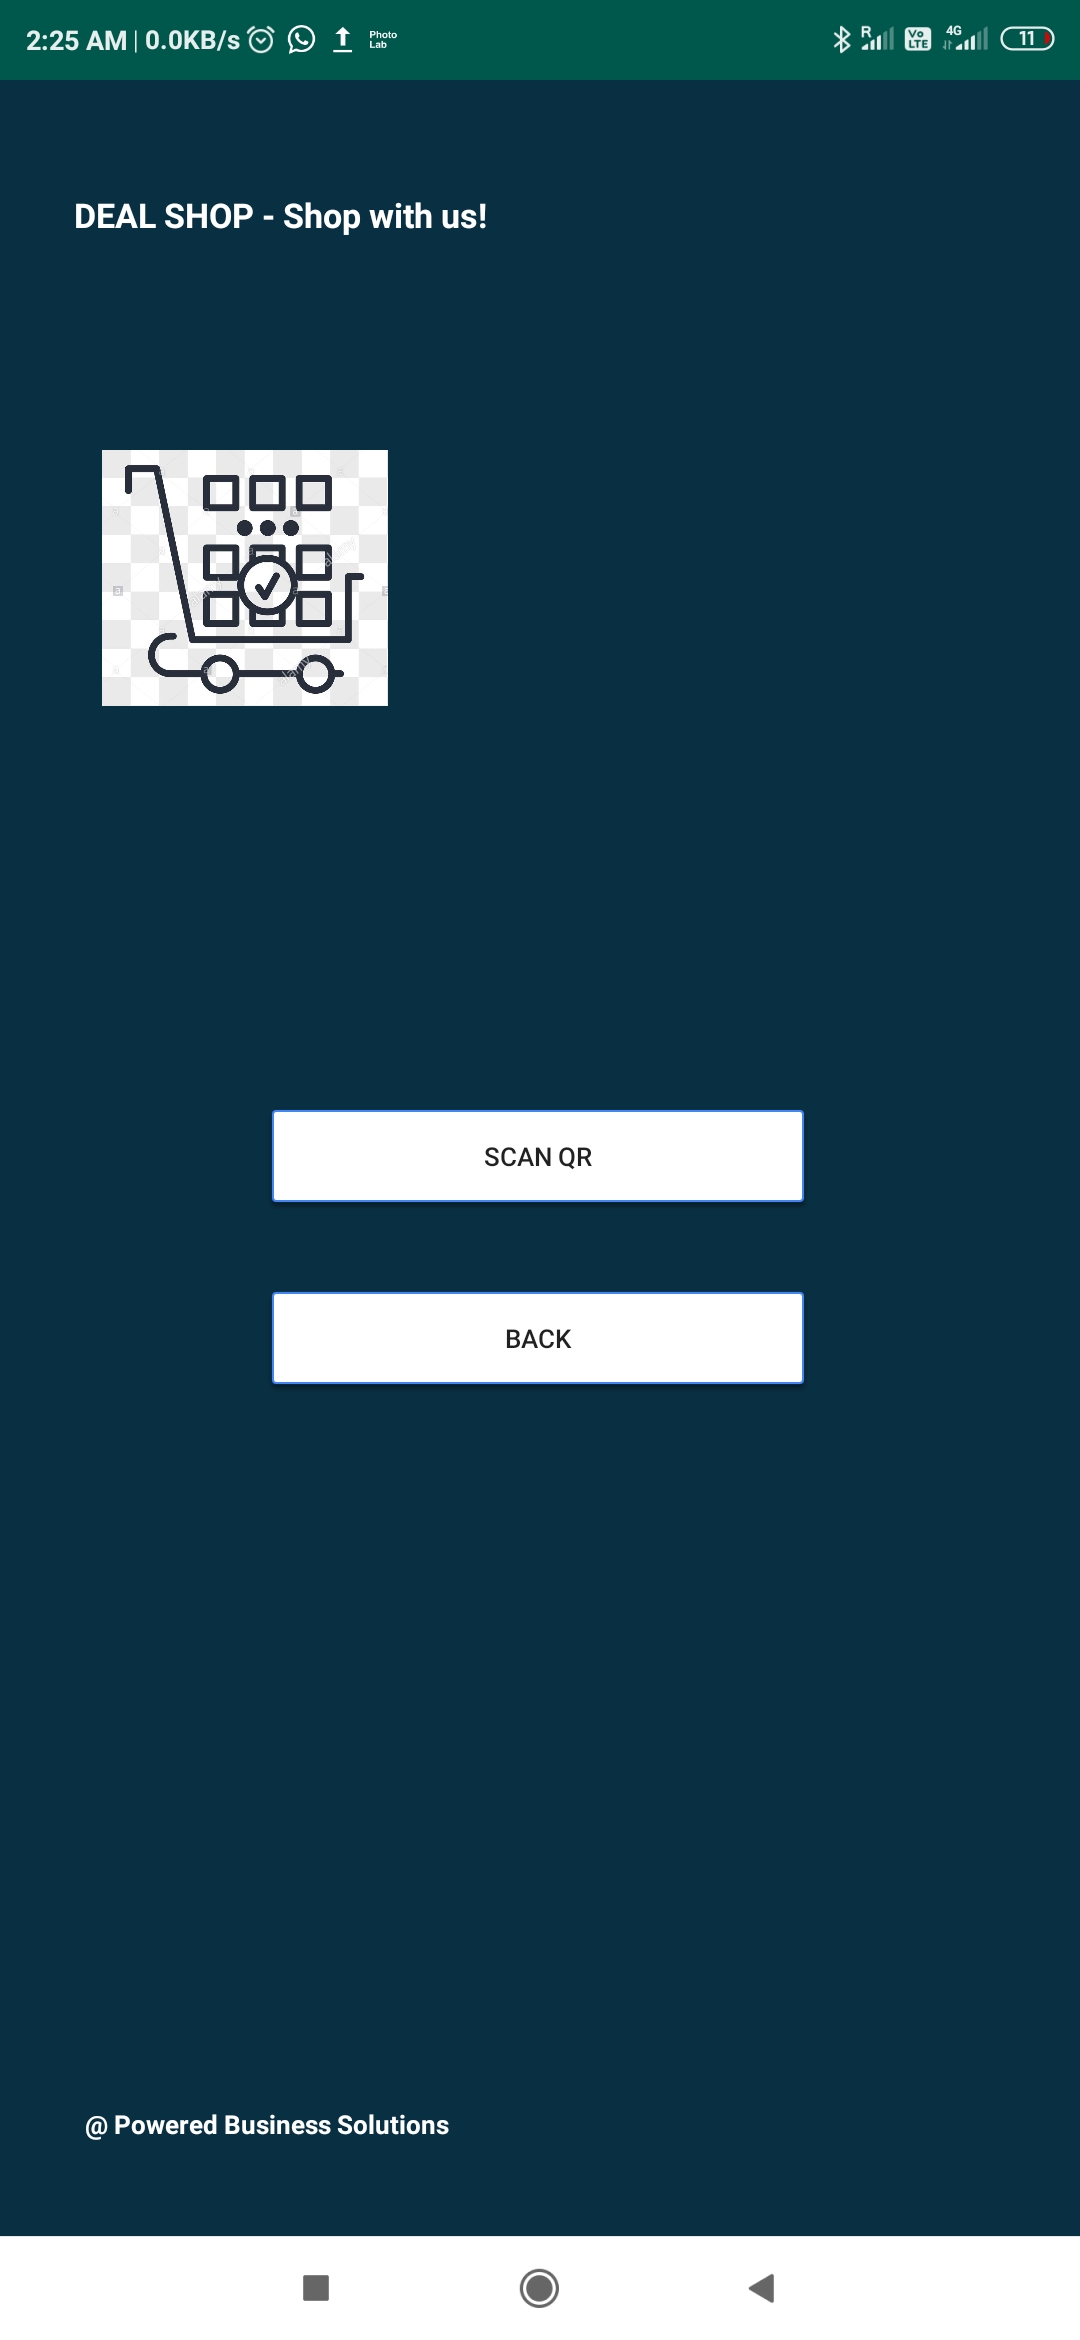 2:25 AM | 0.0KB/s Photo Lab R Vo LTE 4G 11
DEAL SHOP - Shop with us!
alamy
SCAN QR
BACK
@ Powered Business Solutions